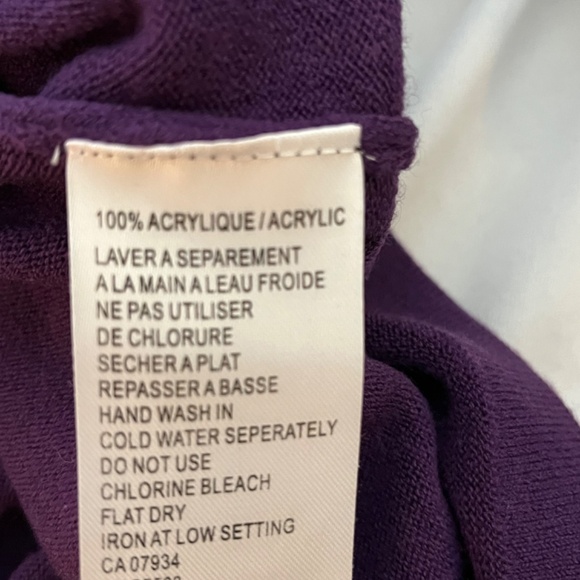 100% ACRYLIQUE / ACRYLIC
LAVER A SEPAREMENT
A LA MAIN A LEAU FROIDE
NE PAS UTILISER
DE CHLORURE
SECHER A PLAT
REPASSER A BASSE
HAND WASH IN
COLD WATER SEPERATELY
DO NOT USE
CHLORINE BLEACH
FLAT DRY
IRON AT LOW SETTING
CA 07934